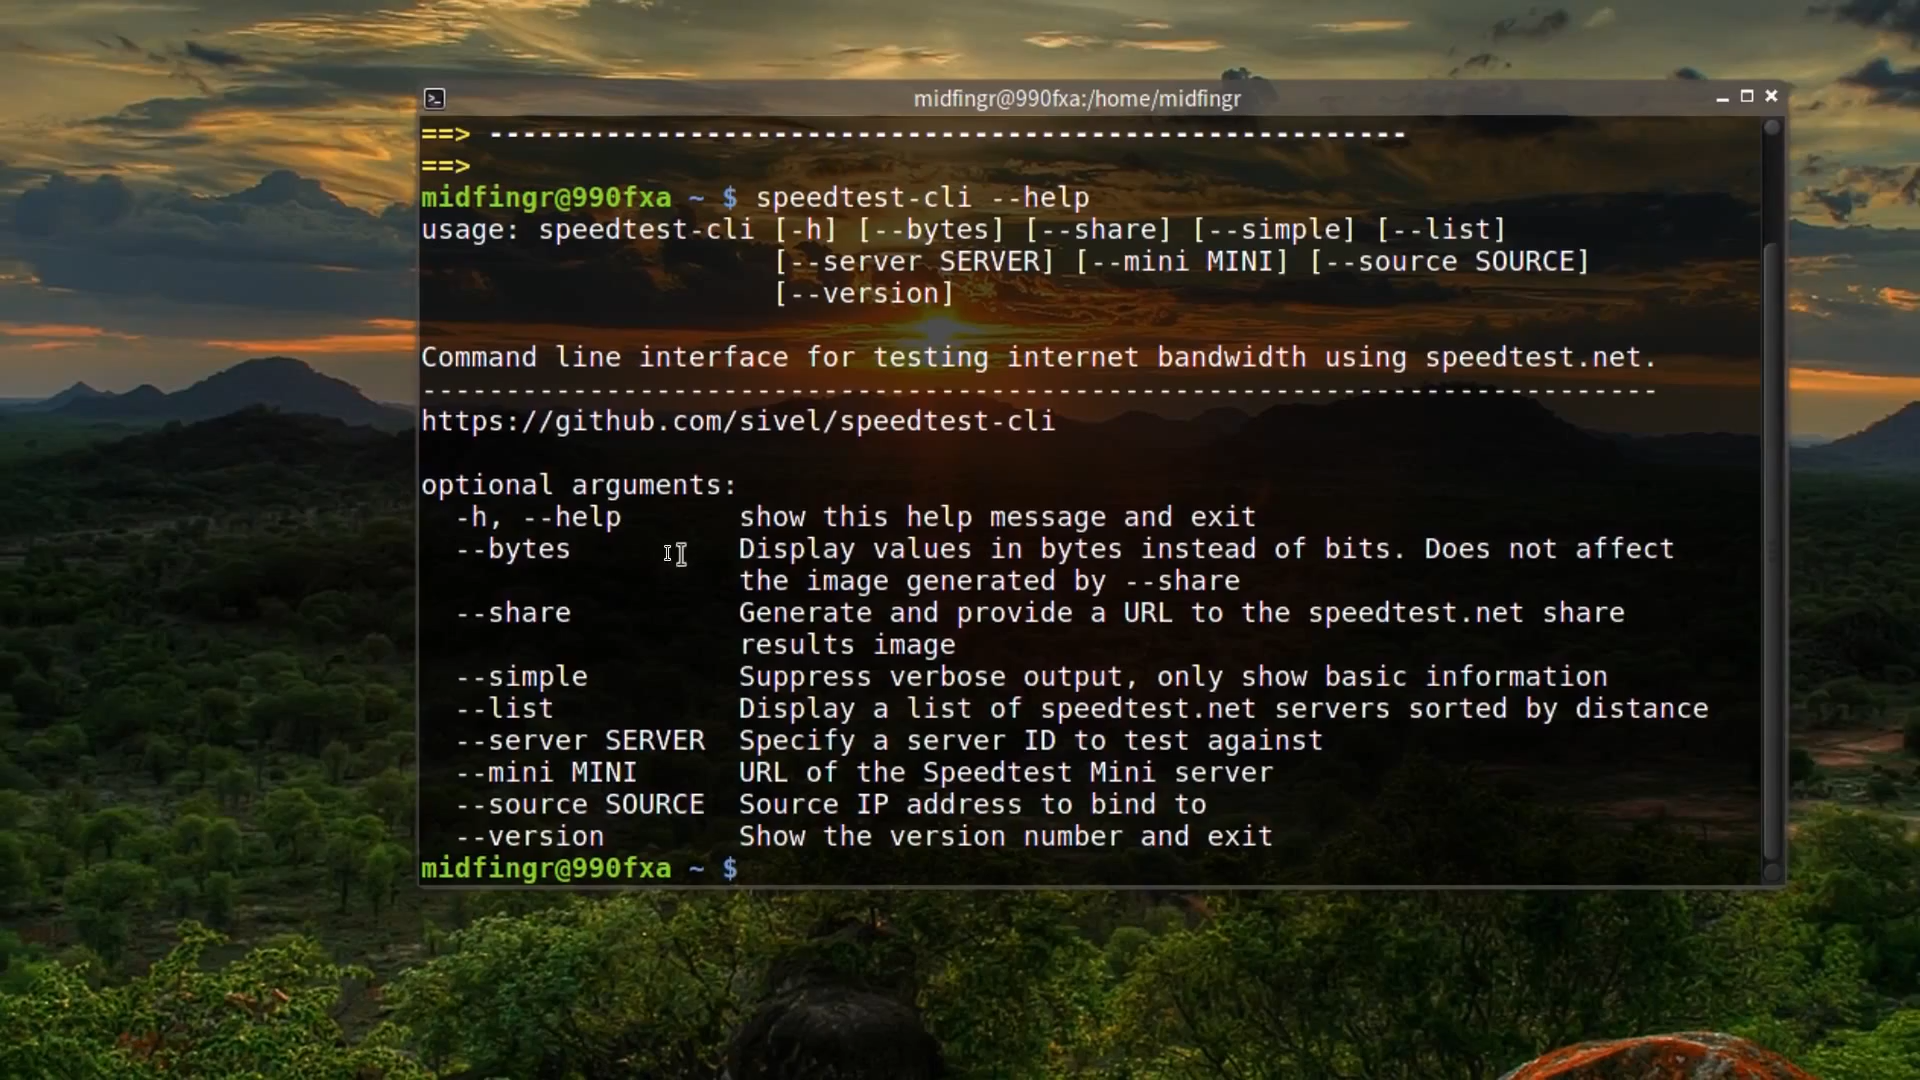 midfingr@990fxa:/home/midfingr
==> -------------------------------------------------------
==>
midfingr@990fxa ~ $ speedtest-cli --help
usage: speedtest-cli [-h] [--bytes] [--share] [--simple] [--list]
                     [--server SERVER] [--mini MINI] [--source SOURCE]
                     [--version]
Command line interface for testing internet bandwidth using speedtest.net.
--------------------------------------------------------------------------
https://github.com/sivel/speedtest-cli
optional arguments:
  -h, --help       show this help message and exit
  --bytes          Display values in bytes instead of bits. Does not affect
                   the image generated by --share
  --share          Generate and provide a URL to the speedtest.net share
                   results image
  --simple         Suppress verbose output, only show basic information
  --list           Display a list of speedtest.net servers sorted by distance
  --server SERVER  Specify a server ID to test against
  --mini MINI      URL of the Speedtest Mini server
  --source SOURCE  Source IP address to bind to
  --version        Show the version number and exit
midfingr@990fxa ~ $